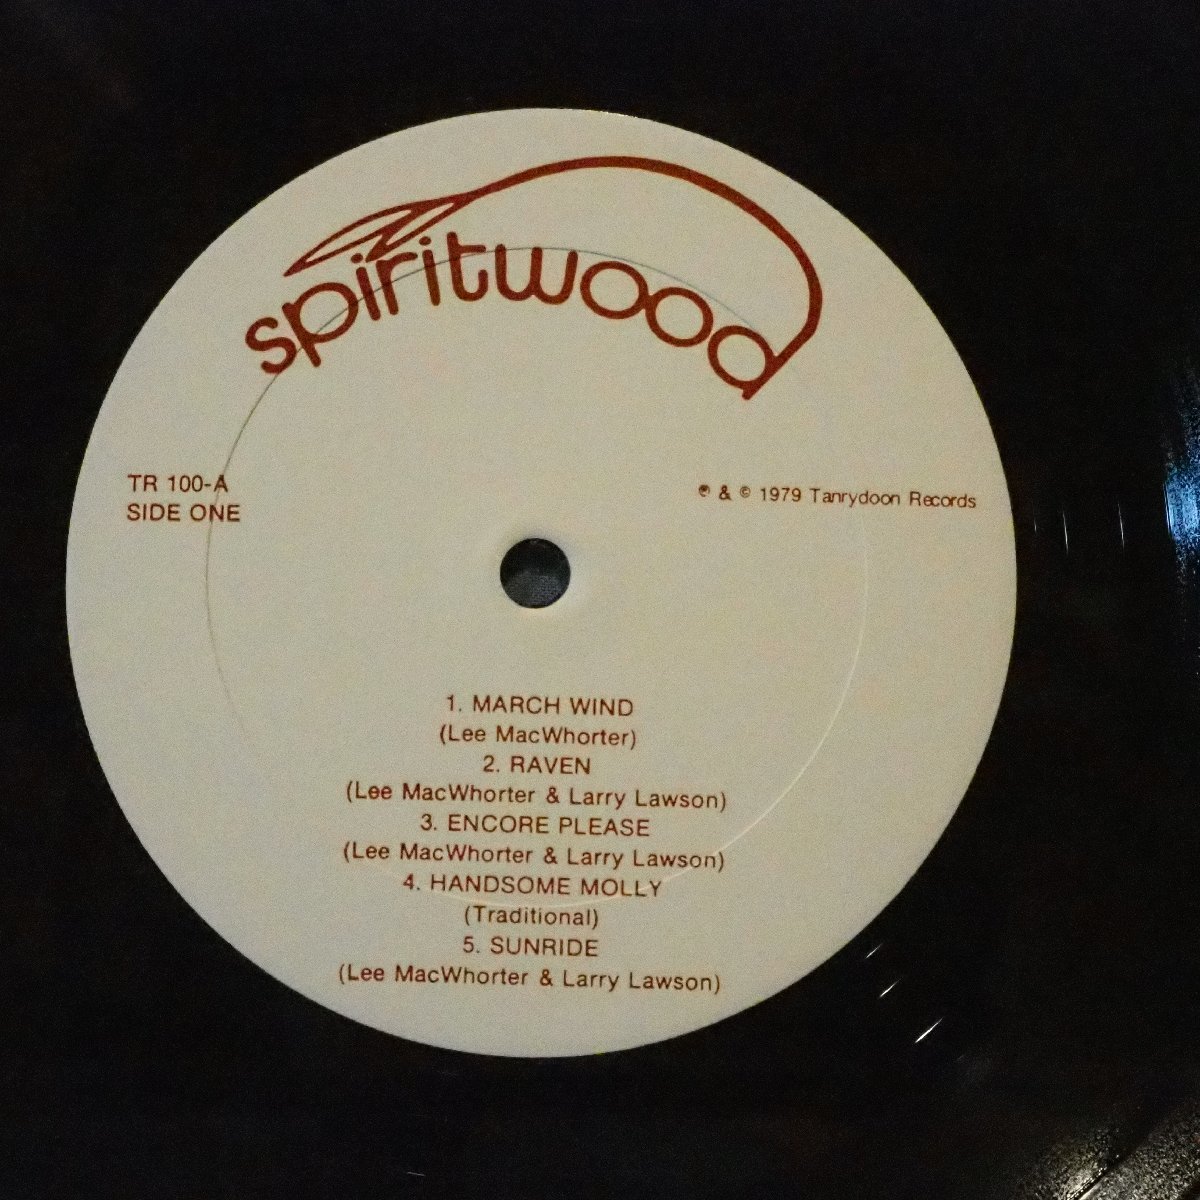 spiritwood
TR 100-A
SIDE ONE
℗ & © 1979 Tanrydoon Records
1. MARCH WIND
(Lee MacWhorter)
2. RAVEN
(Lee MacWhorter & Larry Lawson)
3. ENCORE PLEASE
(Lee MacWhorter & Larry Lawson)
4. HANDSOME MOLLY
(Traditional)
5. SUNRIDE
(Lee MacWhorter & Larry Lawson)